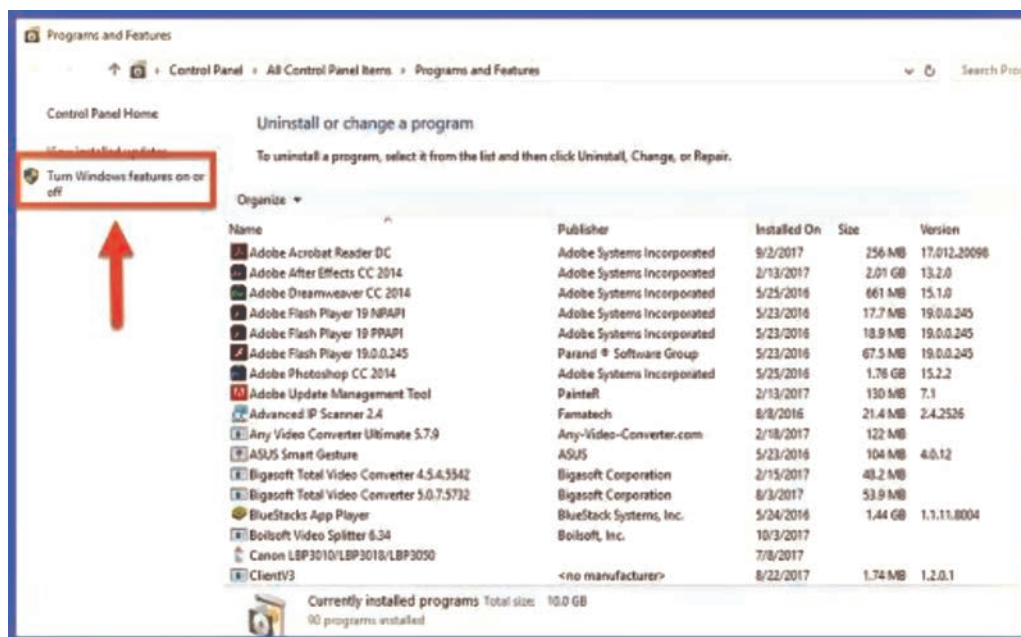 Programs and Features
Control Panel › All Control Panel Items › Programs and Features
Search Pro
Control Panel Home
View installed updates
Turn Windows features on or
off
Uninstall or change a program
To uninstall a program, select it from the list and then click Uninstall, Change, or Repair.
Organize
Name Publisher Installed On Size Version
Adobe Acrobat Reader DC Adobe Systems Incorporated 9/2/2017 256 MB 17.012.20098
Adobe After Effects CC 2014 Adobe Systems Incorporated 2/13/2017 2.01 GB 13.2.0
Adobe Dreamweaver CC 2014 Adobe Systems Incorporated 5/25/2016 661 MB 15.1.0
Adobe Flash Player 19 NPAPI Adobe Systems Incorporated 5/23/2016 17.7 MB 19.0.0.245
Adobe Flash Player 19 PPAPI Adobe Systems Incorporated 5/23/2016 18.9 MB 19.0.0.245
Adobe Flash Player 19.0.0.245 Parand ® Software Group 5/23/2016 67.5 MB 19.0.0.245
Adobe Photoshop CC 2014 Adobe Systems Incorporated 5/25/2016 1.76 GB 15.2.2
Adobe Update Management Tool PainteR 2/13/2017 130 MB 7.1
Advanced IP Scanner 2.4 Famatech 8/8/2016 21.4 MB 2.4.2526
Any Video Converter Ultimate 5.7.9 Any-Video-Converter.com 2/18/2017 122 MB
ASUS Smart Gesture ASUS 5/23/2016 104 MB 4.0.12
Bigasoft Total Video Converter 4.5.4.5542 Bigasoft Corporation 2/15/2017 48.2 MB
Bigasoft Total Video Converter 5.0.7.5732 Bigasoft Corporation 8/3/2017 53.9 MB
BlueStacks App Player BlueStack Systems, Inc. 5/24/2016 1.44 GB 1.1.11.8004
Boilsoft Video Splitter 6.34 Boilsoft, Inc. 10/3/2017
Canon LBP3010/LBP3018/LBP3050 7/8/2017
ClientV3 <no manufacturer> 8/22/2017 1.74 MB 1.2.0.1
Currently installed programs Total size: 10.0 GB
90 programs installed